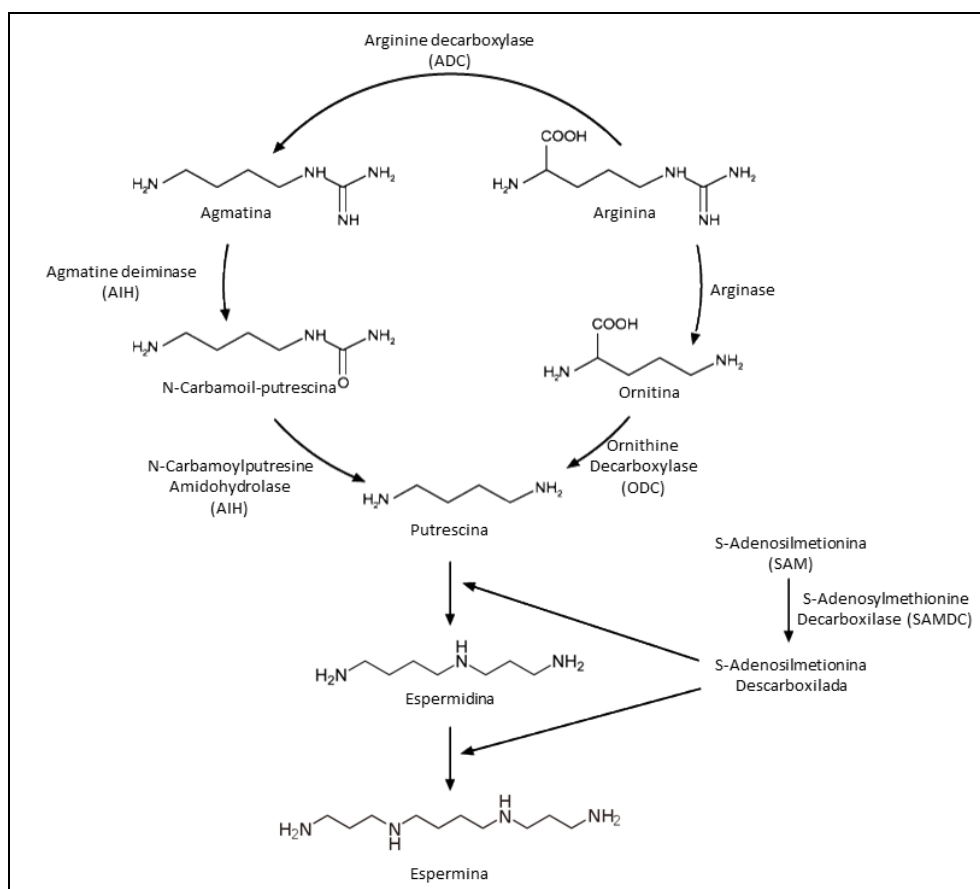 Arginine decarboxylase
(ADC)
COOH
H₂N
NH
NH₂
NH
Agmatina
H₂N
NH
NH₂
NH
Arginina
Agmatine deiminase
(AIH)
Arginase
H₂N
NH
NH₂
O
N-Carbamoil-putrescina
COOH
H₂N
NH₂
Ornitina
N-Carbamoylputresine
Amidohydrolase
(AIH)
Ornithine
Decarboxylase
(ODC)
H₂N
NH₂
Putrescina
S-Adenosilmetionina
(SAM)
S-Adenosylmethionine
Decarboxilase (SAMDC)
H₂N
H
N
NH₂
Espermidina
S-Adenosilmetionina
Descarboxilada
H₂N
N
H
H
N
NH₂
Espermina